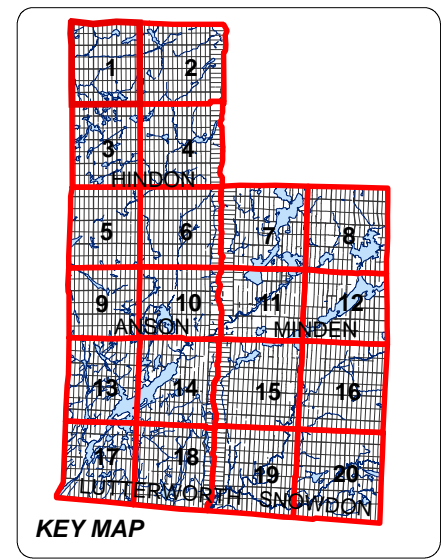 1 2
3 4
HINDON
5 6 7 8
9 10 11 12
ANSON MINDEN
13 14 15 16
17 18 19 20
LUTTERWORTH SNOWDON
KEY MAP